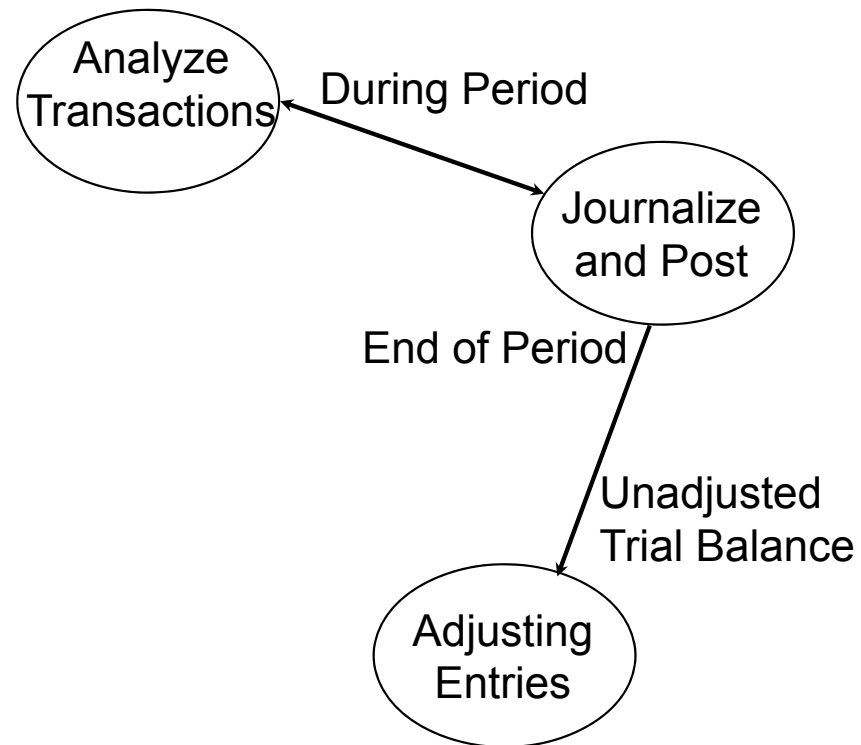 Analyze
Transactions
During Period
Journalize
and Post
End of Period
Unadjusted
Trial Balance
Adjusting
Entries